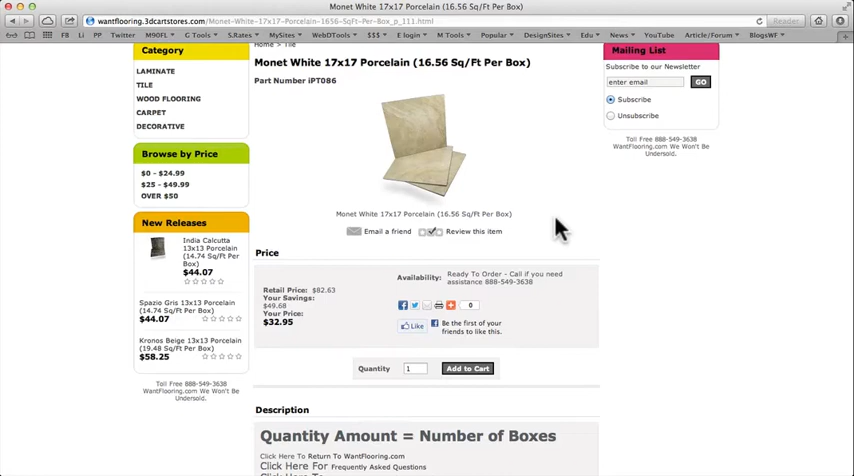 Monet White 17x17 Porcelain (16.56 Sq/Ft Per Box)
wantflooring.3dcartstores.com/Monet-White-17x17-Porcelain-1656-SqFt-Per-Box_p_111.html
Reader
FB Li PP Twitter M90/R G Tools S.Rates MySites WebDTools $$$ E login M Tools Popular DesignSites Edu News YouTube Article/Forum BlogsWF
Home > Tile
Category
LAMINATE
TILE
WOOD FLOORING
CARPET
DECORATIVE
Browse by Price
$0 - $24.99
$25 - $49.99
OVER $50
New Releases
India Calcutta
13x13 Porcelain
(14.74 Sq/Ft Per
Box)
$44.07
Spazio Gris 13x13 Porcelain
(14.74 Sq/Ft Per Box)
$44.07
Kronos Beige 13x13 Porcelain
(19.48 Sq/Ft Per Box)
$58.25
Toll Free 888-549-3638
WantFlooring.com We Won't Be
Undersold.
Monet White 17x17 Porcelain (16.56 Sq/Ft Per Box)
Part Number iPT086
Monet White 17x17 Porcelain (16.56 Sq/Ft Per Box)
Email a friend Review this item
Price
Retail Price: $82.63
Your Savings:
$49.68
Your Price:
$32.95
Availability: Ready To Order - Call if you need
assistance 888-549-3638
0
Like Be the first of your
friends to like this.
Quantity 1 Add to Cart
Description
Quantity Amount = Number of Boxes
Click Here To Return To WantFlooring.com
Click Here For Frequently Asked Questions
Click Here To
Mailing List
Subscribe to our Newsletter
enter email GO
Subscribe
Unsubscribe
Toll Free 888-549-3638
WantFlooring.com We Won't Be
Undersold.